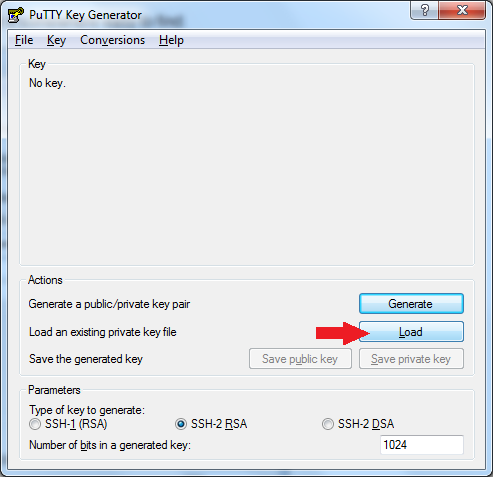 PuTTY Key Generator
File Key Conversions Help
Key
No key.
Actions
Generate a public/private key pair
Generate
Load an existing private key file
Load
Save the generated key
Save public key
Save private key
Parameters
Type of key to generate:
SSH-1 (RSA)
SSH-2 RSA
SSH-2 DSA
Number of bits in a generated key:
1024